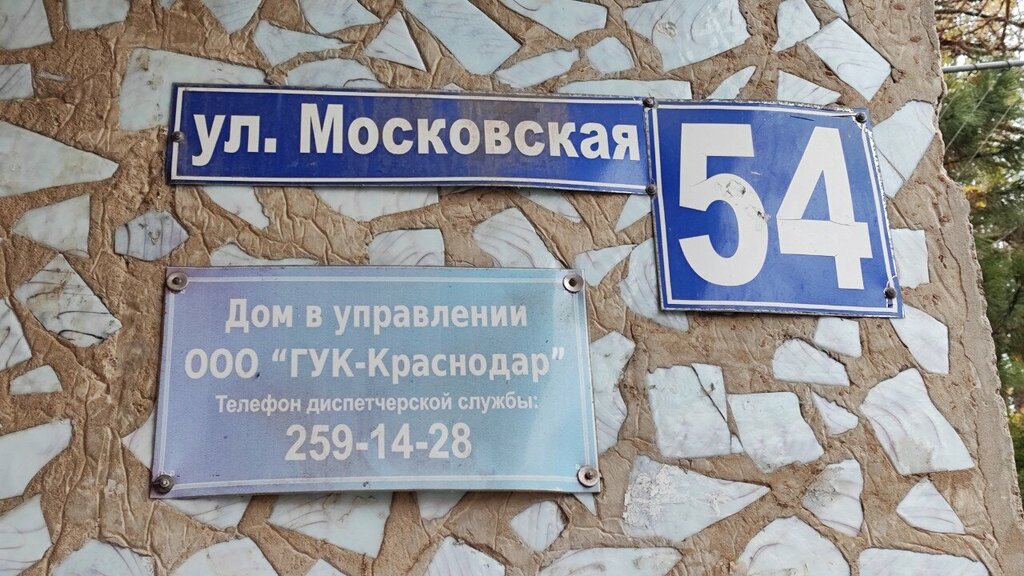 ул. Московская
54
Дом в управлении
ООО "ГУК-Краснодар"
Телефон диспетчерской службы:
259-14-28